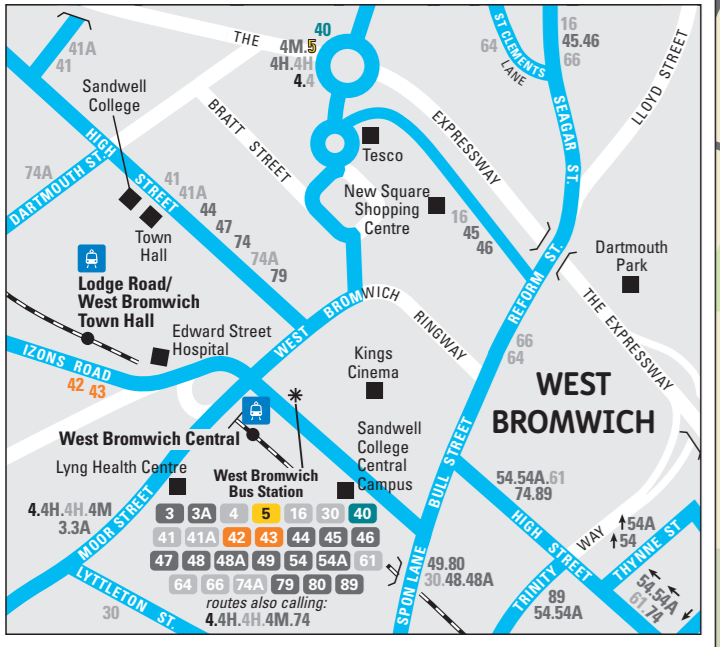 40
THE
4M.5
4H.4H
4.4
41A
41
Sandwell
College
BRATT STREET
EXPRESSWAY
ST CLEMENTS
LANE
64
16
45.46
66
SEAGAR ST.
LLOYD STREET
Tesco
New Square
Shopping
Centre
16
45
46
74A
DARTMOUTH ST.
HIGH STREET
41
41A
44
47
74
74A
79
Town
Hall
Lodge Road/
West Bromwich
Town Hall
Edward Street
Hospital
IZONS ROAD
42 43
WEST BROMWICH RINGWAY
REFORM ST.
Dartmouth
Park
THE EXPRESSWAY
66
64
Kings
Cinema
WEST
BROMWICH
West Bromwich Central
Lyng Health Centre
West Bromwich
Bus Station
Sandwell
College
Central
Campus
BULL STREET
54.54A.61
74.89
HIGH STREET
4.4H.4H.4M
3.3A
MOOR STREET
3 3A 4 5 16 30 40
41 41A 42 43 44 45 46
47 48 48A 49 54 54A 61
64 66 74A 79 80 89
routes also calling:
4.4H.4H.4M.74
LYTTLETON ST.
30
SPON LANE
49.80
30.48.48A
TRINITY WAY
89
54.54A
54A
54
THYNNE ST
54.54A
61.74